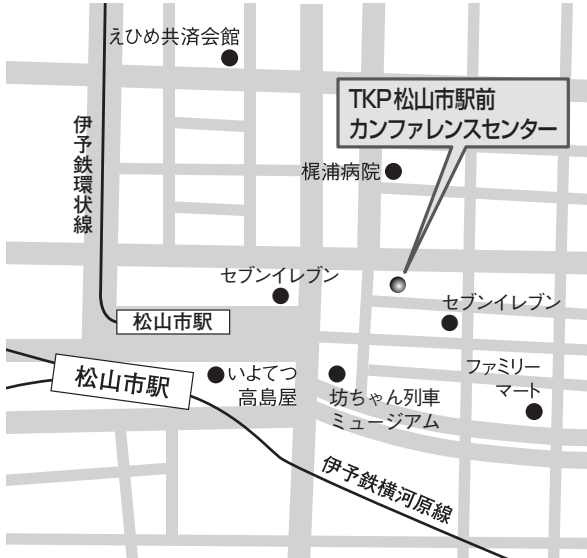 えひめ共済会館
TKP松山市駅前
カンファレンスセンター
伊予鉄環状線
梶浦病院
セブンイレブン
セブンイレブン
松山市駅
松山市駅
いよてつ
高島屋
坊ちゃん列車
ミュージアム
ファミリー
マート
伊予鉄横河原線